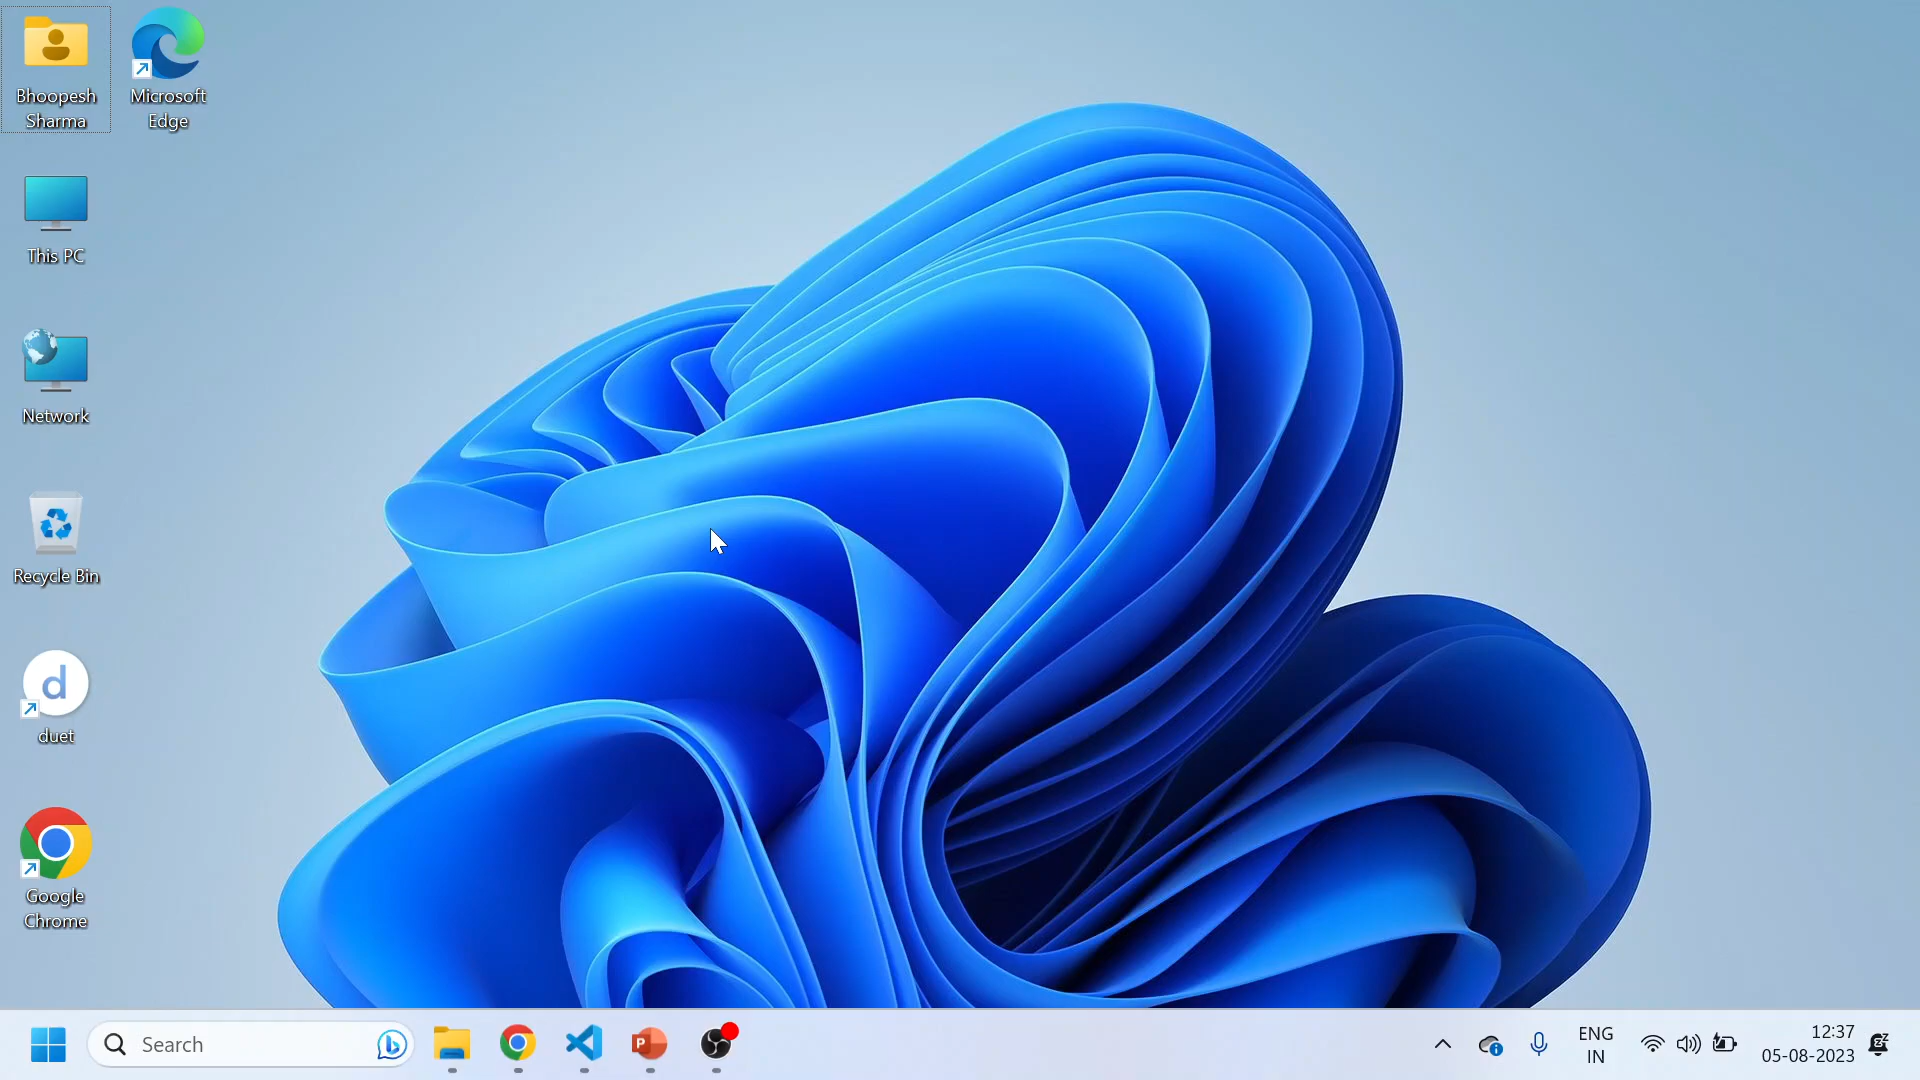 Bhoopesh
Sharma
Microsoft
Edge
This PC
Network
Recycle Bin
d
duet
Google
Chrome
Search
b
P
ENG
IN
12:37
05-08-2023